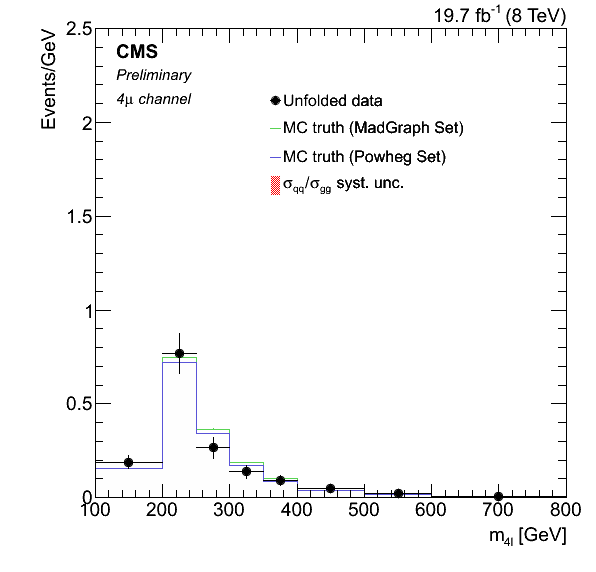 19.7 fb⁻¹ (8 TeV)
Events/GeV
CMS
Preliminary
4μ channel
Unfolded data
MC truth (MadGraph Set)
MC truth (Powheg Set)
σqq/σgg syst. unc.
2.5
2
1.5
1
0.5
0
100 200 300 400 500 600 700 800
m4l [GeV]